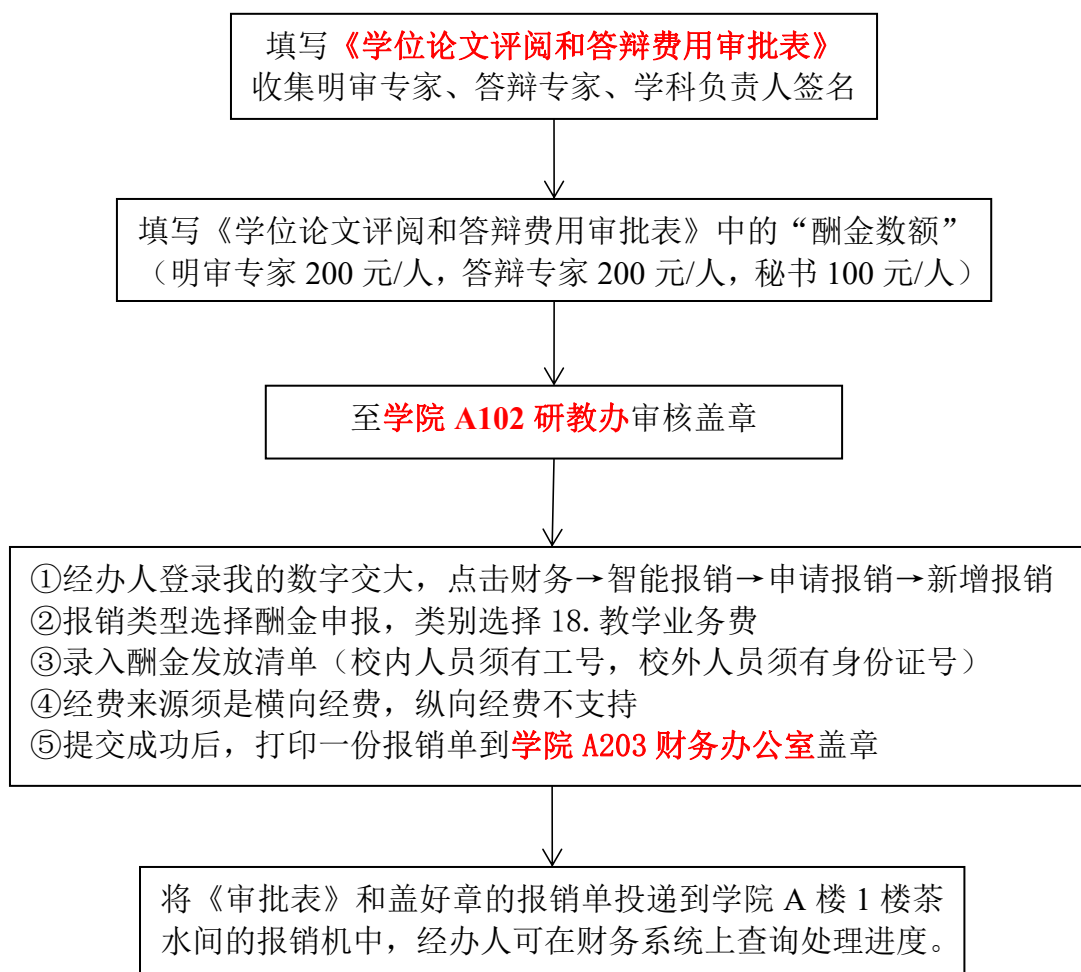 填写《学位论文评阅和答辩费用审批表》
收集明审专家、答辩专家、学科负责人签名
填写《学位论文评阅和答辩费用审批表》中的“酬金数额”
（明审专家 200 元/人，答辩专家 200 元/人，秘书 100 元/人）
至学院 A102 研教办审核盖章
①经办人登录我的数字交大，点击财务→智能报销→申请报销→新增报销
②报销类型选择酬金申报，类别选择 18.教学业务费
③录入酬金发放清单（校内人员须有工号，校外人员须有身份证号）
④经费来源须是横向经费，纵向经费不支持
⑤提交成功后，打印一份报销单到学院 A203 财务办公室盖章
将《审批表》和盖好章的报销单投递到学院 A 楼 1 楼茶
水间的报销机中，经办人可在财务系统上查询处理进度。